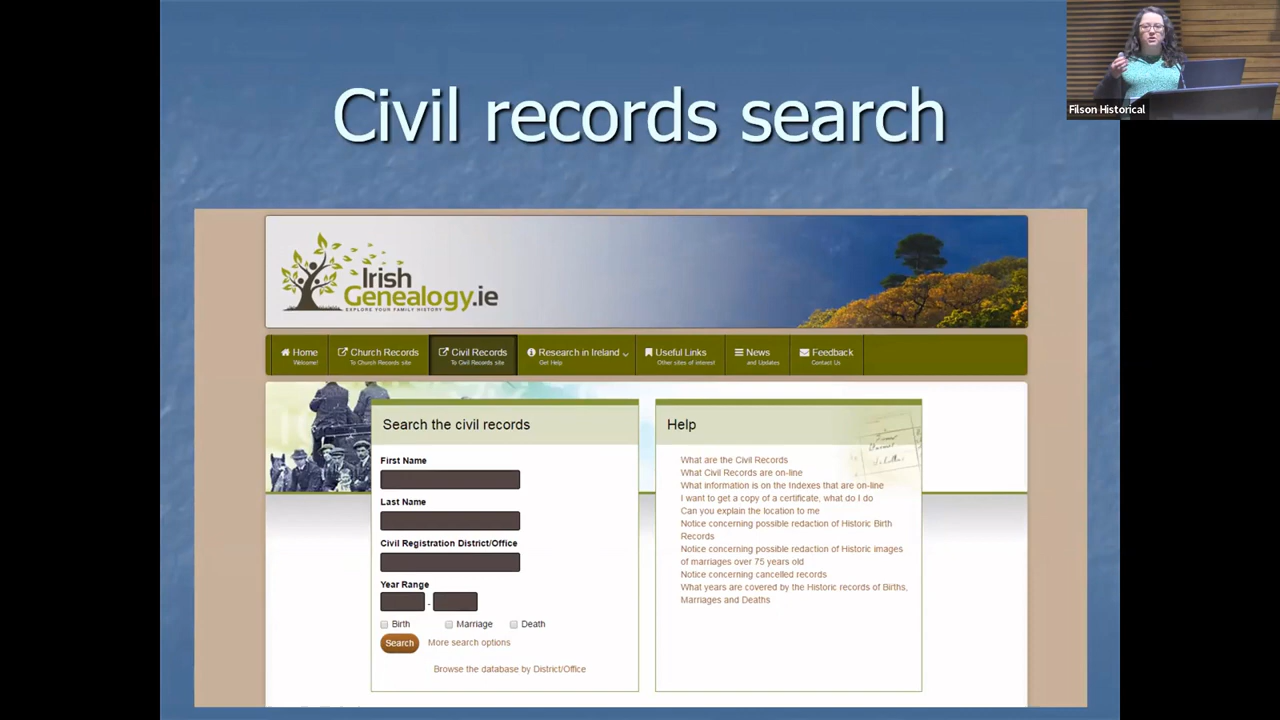 Civil records search
Filson Historical
Irish
Genealogy.ie
EXPLORE YOUR FAMILY HISTORY
Home
Welcome!
Church Records
To Church Records site
Civil Records
To Civil Records site
Research in Ireland
Get Help
Useful Links
Other sites of interest
News
and Updates
Feedback
Contact Us
Search the civil records
First Name
Last Name
Civil Registration District/Office
Year Range
-
Birth
Marriage
Death
Search
More search options
Browse the database by District/Office
Help
What are the Civil Records
What Civil Records are on-line
What information is on the Indexes that are on-line
I want to get a copy of a certificate, what do I do
Can you explain the location to me
Notice concerning possible redaction of Historic Birth
Records
Notice concerning possible redaction of Historic images
of marriages over 75 years old
Notice concerning cancelled records
What years are covered by the Historic records of Births,
Marriages and Deaths